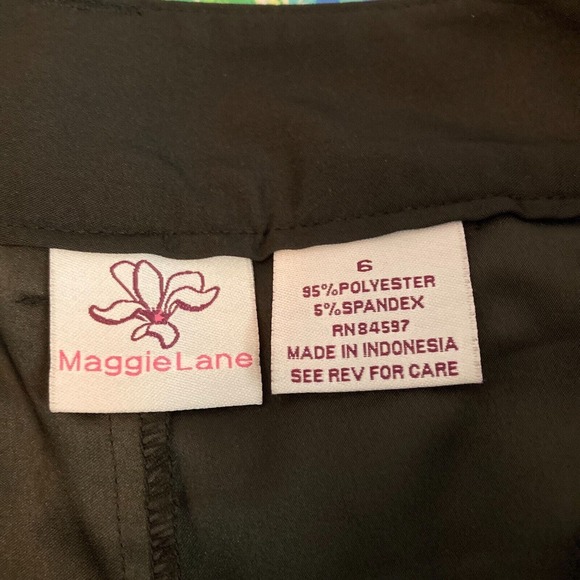 MaggieLane
6
95%POLYESTER
5%SPANDEX
RN84597
MADE IN INDONESIA
SEE REV FOR CARE